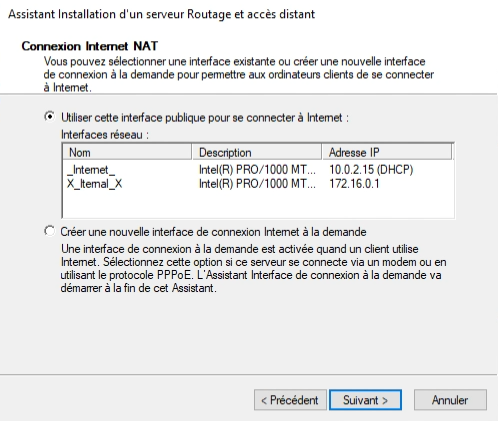 Assistant Installation d'un serveur Routage et accès distant
Connexion Internet NAT
Vous pouvez sélectionner une interface existante ou créer une nouvelle interface
de connexion à la demande pour permettre aux ordinateurs clients de se connecter
à Internet.
Utiliser cette interface publique pour se connecter à Internet :
Interfaces réseau :
Nom Description Adresse IP
_Internet_ Intel(R) PRO/1000 MT... 10.0.2.15 (DHCP)
X_Iternal_X Intel(R) PRO/1000 MT... 172.16.0.1
Créer une nouvelle interface de connexion Internet à la demande
Une interface de connexion à la demande est activée quand un client utilise
Internet. Sélectionnez cette option si ce serveur se connecte via un modem ou en
utilisant le protocole PPPoE. L'Assistant Interface de connexion à la demande va
démarrer à la fin de cet Assistant.
< Précédent Suivant > Annuler